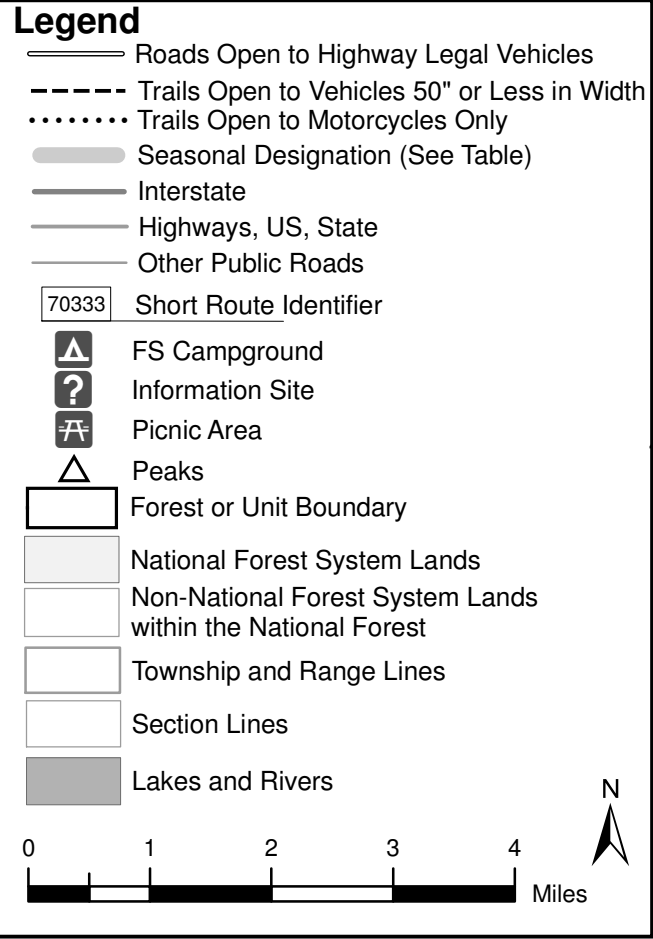 Legend
Roads Open to Highway Legal Vehicles
Trails Open to Vehicles 50" or Less in Width
Trails Open to Motorcycles Only
Seasonal Designation (See Table)
Interstate
Highways, US, State
Other Public Roads
70333 Short Route Identifier
FS Campground
? Information Site
Picnic Area
Peaks
Forest or Unit Boundary
National Forest System Lands
Non-National Forest System Lands
within the National Forest
Township and Range Lines
Section Lines
Lakes and Rivers
N
0 1 2 3 4
Miles